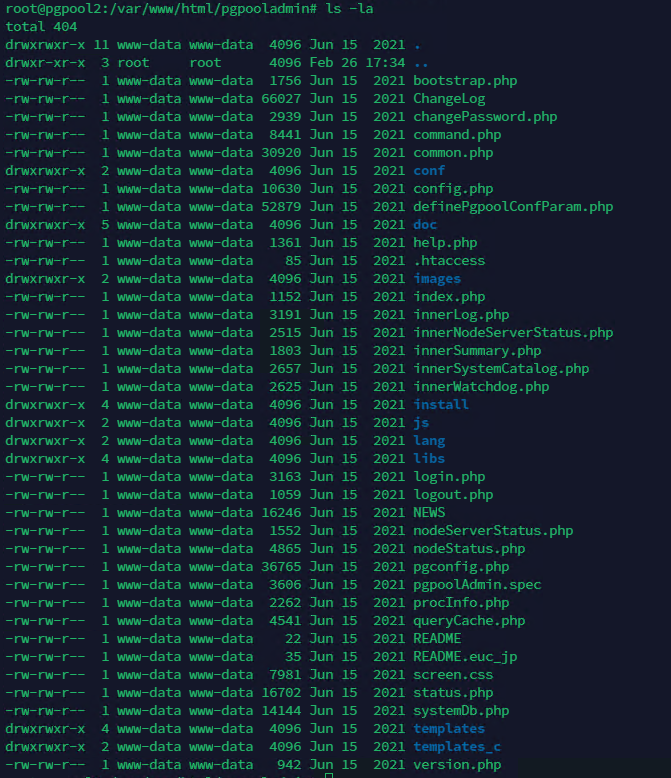 root@pgpool2:/var/www/html/pgpooladmin# ls -la
total 404
drwxrwxr-x 11 www-data www-data  4096 Jun 15  2021 .
drwxr-xr-x  3 root     root      4096 Feb 26 17:34 ..
-rw-rw-r--  1 www-data www-data  1756 Jun 15  2021 bootstrap.php
-rw-rw-r--  1 www-data www-data 66027 Jun 15  2021 ChangeLog
-rw-rw-r--  1 www-data www-data  2939 Jun 15  2021 changePassword.php
-rw-rw-r--  1 www-data www-data  8441 Jun 15  2021 command.php
-rw-rw-r--  1 www-data www-data 30920 Jun 15  2021 common.php
drwxrwxr-x  2 www-data www-data  4096 Jun 15  2021 conf
-rw-rw-r--  1 www-data www-data 10630 Jun 15  2021 config.php
-rw-rw-r--  1 www-data www-data 52879 Jun 15  2021 definePgpoolConfParam.php
drwxrwxr-x  5 www-data www-data  4096 Jun 15  2021 doc
-rw-rw-r--  1 www-data www-data  1361 Jun 15  2021 help.php
-rw-rw-r--  1 www-data www-data    85 Jun 15  2021 .htaccess
drwxrwxr-x  2 www-data www-data  4096 Jun 15  2021 images
-rw-rw-r--  1 www-data www-data  1152 Jun 15  2021 index.php
-rw-rw-r--  1 www-data www-data  3191 Jun 15  2021 innerLog.php
-rw-rw-r--  1 www-data www-data  2515 Jun 15  2021 innerNodeServerStatus.php
-rw-rw-r--  1 www-data www-data  1803 Jun 15  2021 innerSummary.php
-rw-rw-r--  1 www-data www-data  2657 Jun 15  2021 innerSystemCatalog.php
-rw-rw-r--  1 www-data www-data  2625 Jun 15  2021 innerWatchdog.php
drwxrwxr-x  4 www-data www-data  4096 Jun 15  2021 install
drwxrwxr-x  2 www-data www-data  4096 Jun 15  2021 js
drwxrwxr-x  2 www-data www-data  4096 Jun 15  2021 lang
drwxrwxr-x  4 www-data www-data  4096 Jun 15  2021 libs
-rw-rw-r--  1 www-data www-data  3163 Jun 15  2021 login.php
-rw-rw-r--  1 www-data www-data  1059 Jun 15  2021 logout.php
-rw-rw-r--  1 www-data www-data 16246 Jun 15  2021 NEWS
-rw-rw-r--  1 www-data www-data  1552 Jun 15  2021 nodeServerStatus.php
-rw-rw-r--  1 www-data www-data  4865 Jun 15  2021 nodeStatus.php
-rw-rw-r--  1 www-data www-data 36765 Jun 15  2021 pgconfig.php
-rw-rw-r--  1 www-data www-data  3606 Jun 15  2021 pgpoolAdmin.spec
-rw-rw-r--  1 www-data www-data  2262 Jun 15  2021 procInfo.php
-rw-rw-r--  1 www-data www-data  4541 Jun 15  2021 queryCache.php
-rw-rw-r--  1 www-data www-data    22 Jun 15  2021 README
-rw-rw-r--  1 www-data www-data    35 Jun 15  2021 README.euc_jp
-rw-rw-r--  1 www-data www-data  7981 Jun 15  2021 screen.css
-rw-rw-r--  1 www-data www-data 16702 Jun 15  2021 status.php
-rw-rw-r--  1 www-data www-data 14144 Jun 15  2021 systemDb.php
drwxrwxr-x  4 www-data www-data  4096 Jun 15  2021 templates
drwxrwxr-x  2 www-data www-data  4096 Jun 15  2021 templates_c
-rw-rw-r--  1 www-data www-data   942 Jun 15  2021 version.php